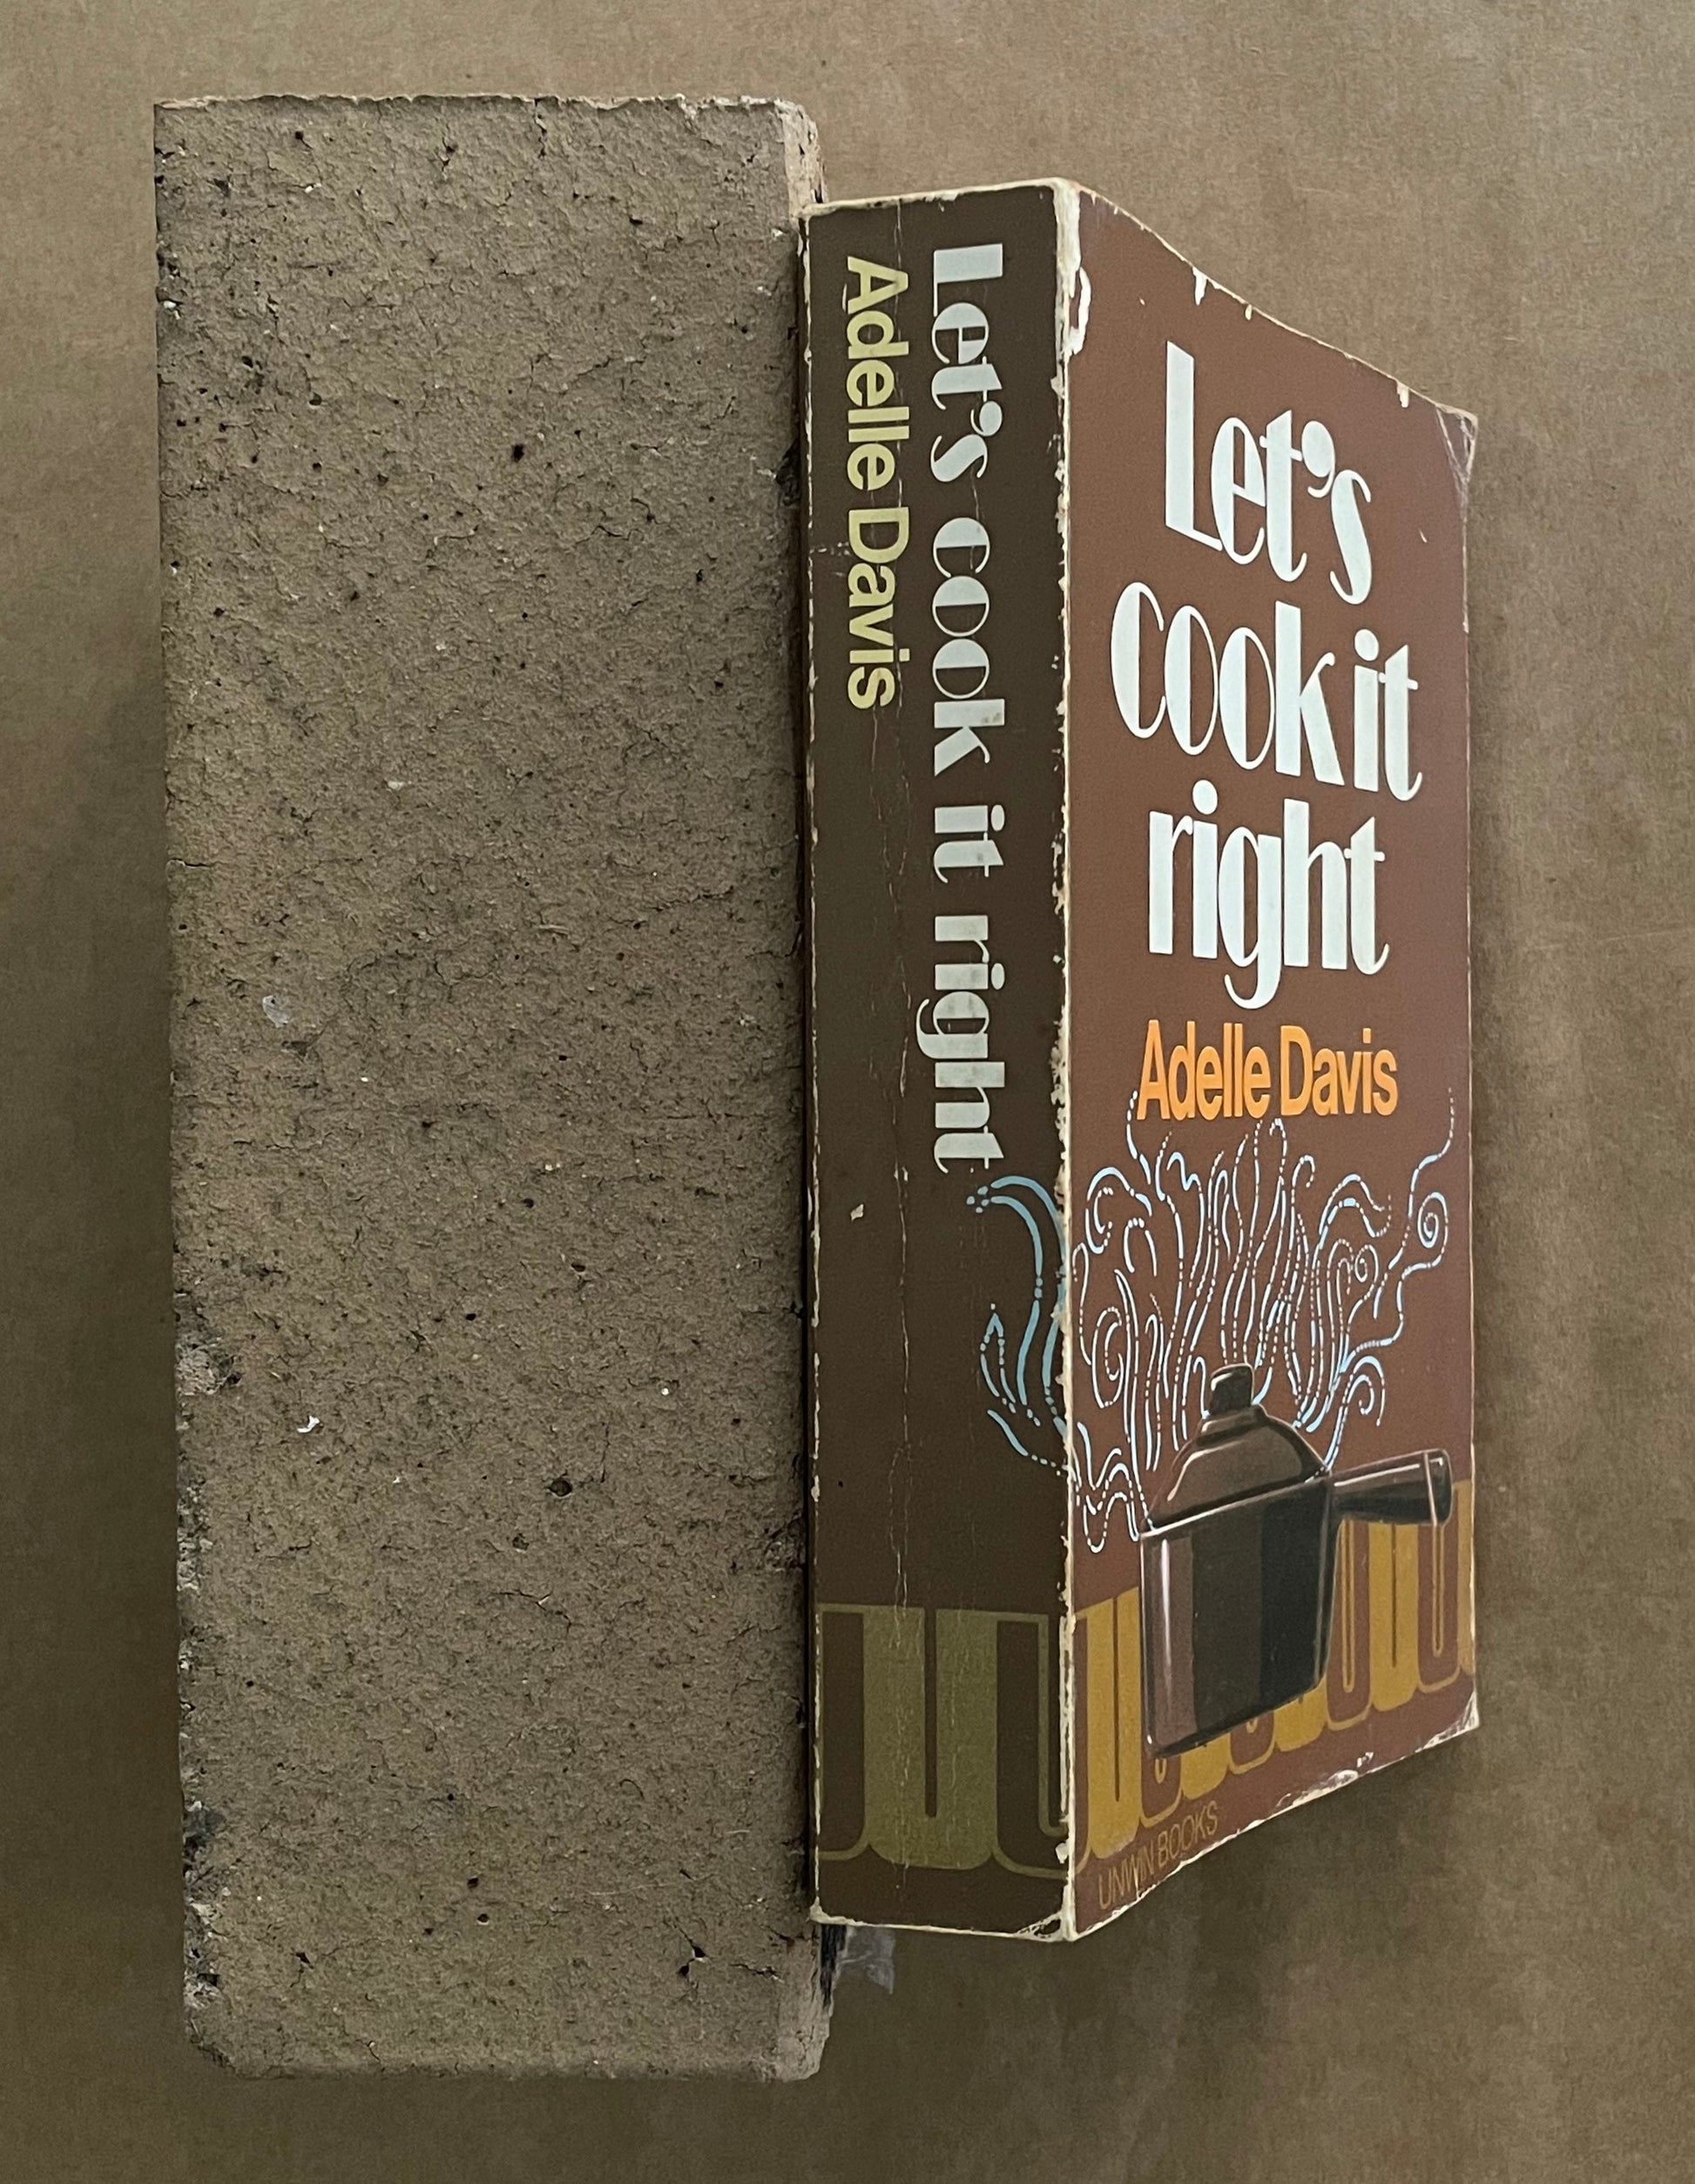 Let's cook it right
Adelle Davis
Let's
cook it
right
Adelle Davis
UNWIN BOOKS